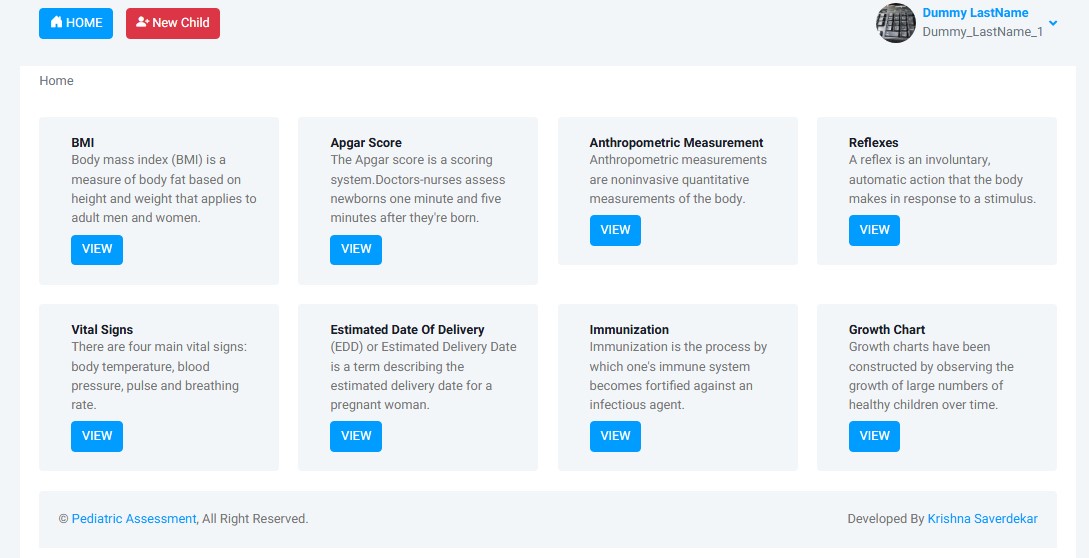 HOME
New Child
Dummy LastName
Dummy_LastName_1
Home
BMI
Body mass index (BMI) is a
measure of body fat based on
height and weight that applies to
adult men and women.
VIEW
Apgar Score
The Apgar score is a scoring
system.Doctors-nurses assess
newborns one minute and five
minutes after they're born.
VIEW
Anthropometric Measurement
Anthropometric measurements
are noninvasive quantitative
measurements of the body.
VIEW
Reflexes
A reflex is an involuntary,
automatic action that the body
makes in response to a stimulus.
VIEW
Vital Signs
There are four main vital signs:
body temperature, blood
pressure, pulse and breathing
rate.
VIEW
Estimated Date Of Delivery
(EDD) or Estimated Delivery Date
is a term describing the
estimated delivery date for a
pregnant woman.
VIEW
Immunization
Immunization is the process by
which one's immune system
becomes fortified against an
infectious agent.
VIEW
Growth Chart
Growth charts have been
constructed by observing the
growth of large numbers of
healthy children over time.
VIEW
© Pediatric Assessment, All Right Reserved.
Developed By Krishna Saverdekar